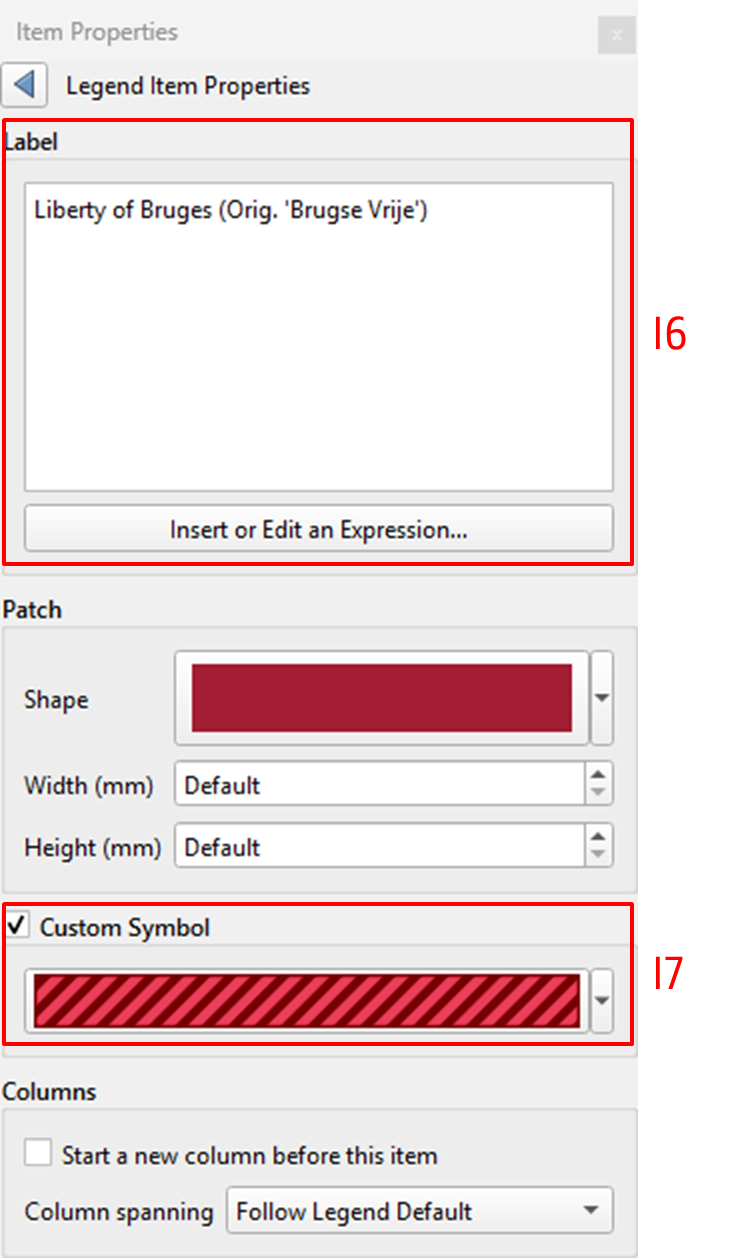 Item Properties
x
Legend Item Properties
Label
Liberty of Bruges (Orig. 'Brugse Vrije')
I6
Insert or Edit an Expression...
Patch
Shape
Width (mm) Default
Height (mm) Default
Custom Symbol
I7
Columns
Start a new column before this item
Column spanning Follow Legend Default